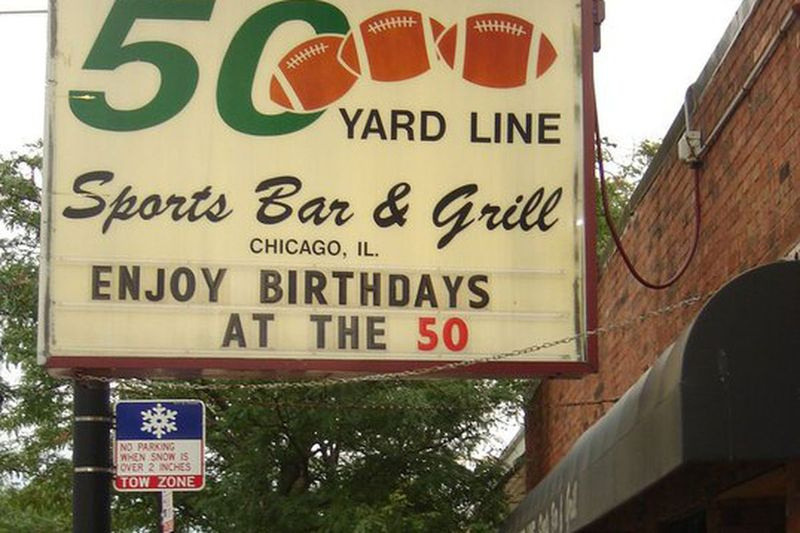 50
YARD LINE
Sports Bar & Grill
CHICAGO, IL.
ENJOY BIRTHDAYS
AT THE 50
NO PARKING
WHEN SNOW IS
OVER 2 INCHES
TOW ZONE